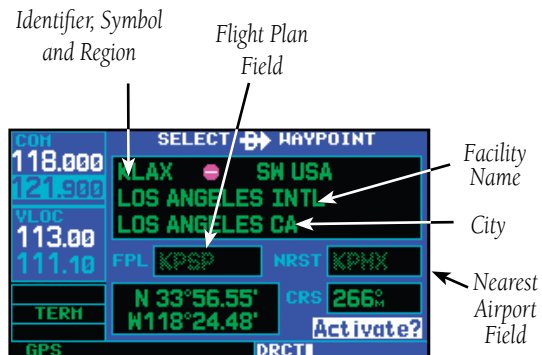 Identifier, Symbol
and Region
Flight Plan
Field
COM
118.000
121.900
VLOC
113.00
111.10
TERM
GPS
SELECT D WAYPOINT
KLAX SW USA
LOS ANGELES INTL
LOS ANGELES CA
FPL KPSP NRST KPHX
N 33°56.55'
W118°24.48'
CRS 266°M
Activate?
DRCT
Facility
Name
City
Nearest
Airport
Field